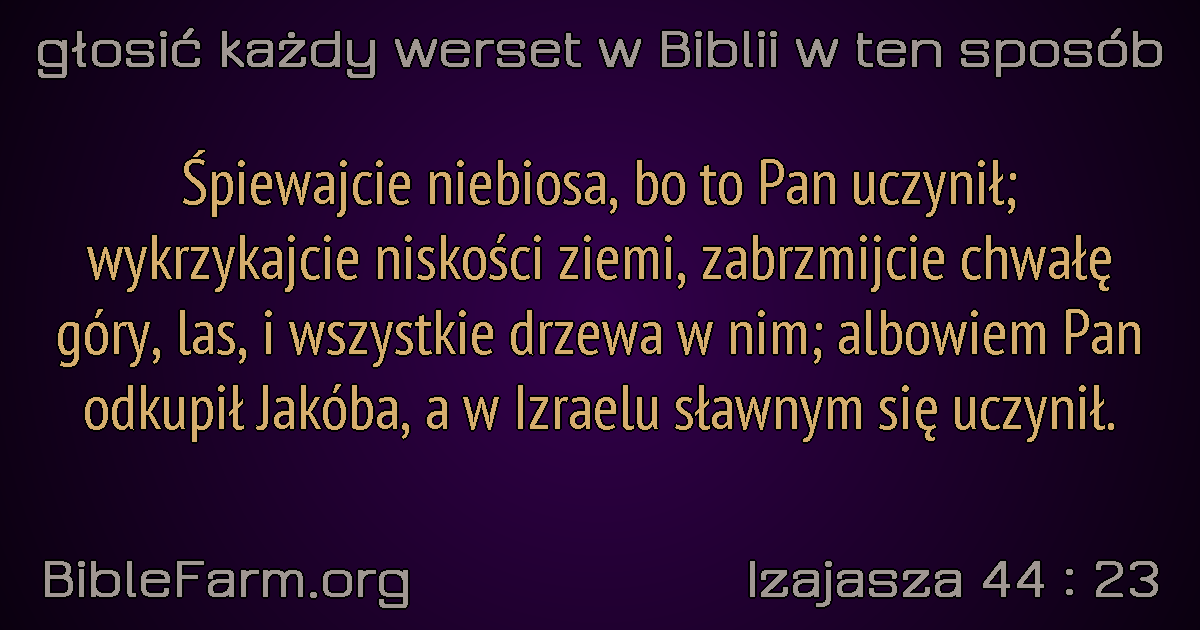 głosić każdy werset w Biblii w ten sposób
Śpiewajcie niebiosa, bo to Pan uczynił;
wykrzykajcie niskości ziemi, zabrzmijcie chwałę
góry, las, i wszystkie drzewa w nim; albowiem Pan
odkupił Jakóba, a w Izraelu sławnym się uczynił.
BibleFarm.org
Izajasza 44 : 23